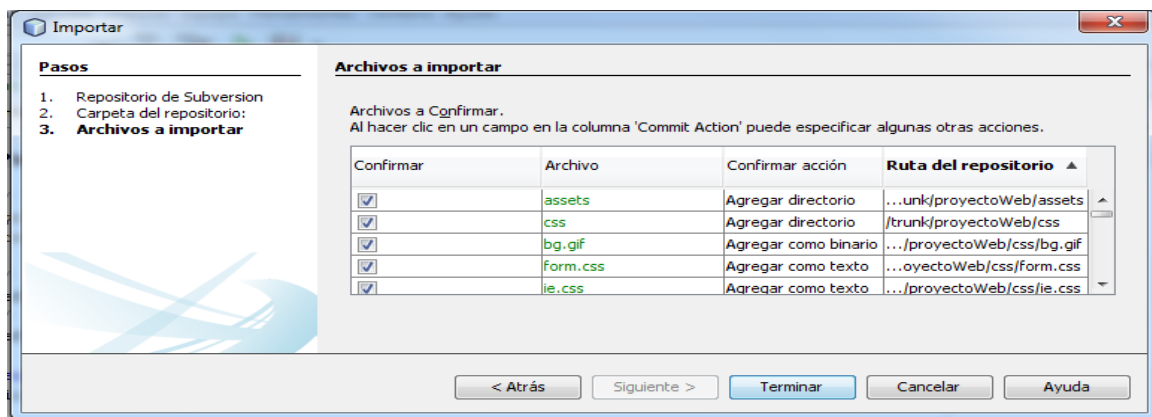 Importar
Pasos
1. Repositorio de Subversion
2. Carpeta del repositorio:
3. Archivos a importar
Archivos a importar
Archivos a Confirmar.
Al hacer clic en un campo en la columna 'Commit Action' puede especificar algunas otras acciones.
Confirmar Archivo Confirmar acción Ruta del repositorio
assets Agregar directorio ...unk/proyectoWeb/assets
css Agregar directorio /trunk/proyectoWeb/css
bg.gif Agregar como binario .../proyectoWeb/css/bg.gif
form.css Agregar como texto ...oyectoWeb/css/form.css
ie.css Agregar como texto .../proyectoWeb/css/ie.css
< Atrás Siguiente > Terminar Cancelar Ayuda